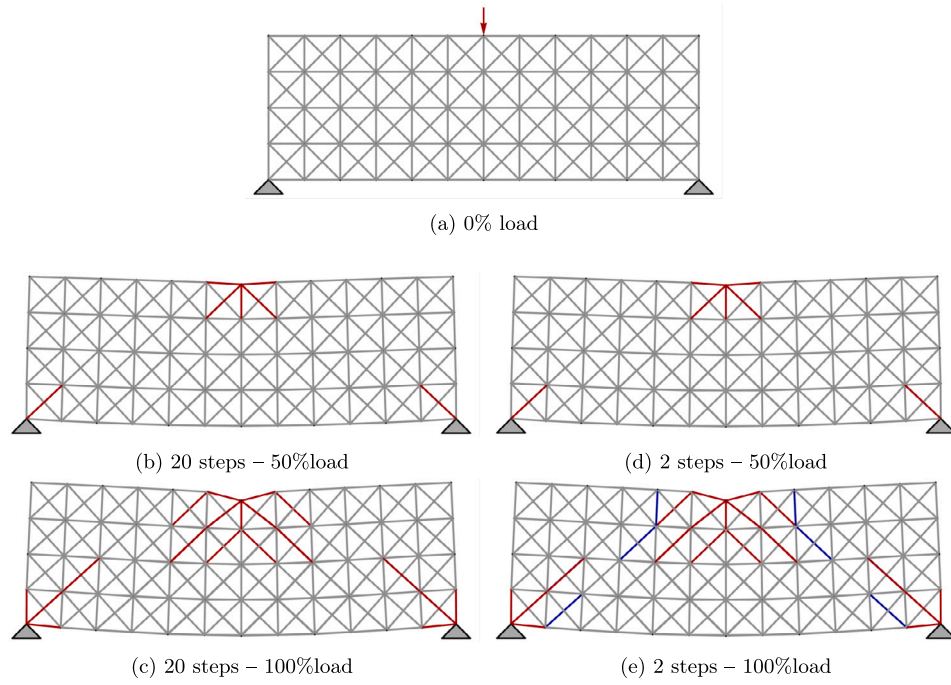 (a) 0% load
(b) 20 steps – 50%load
(d) 2 steps – 50%load
(c) 20 steps – 100%load
(e) 2 steps – 100%load